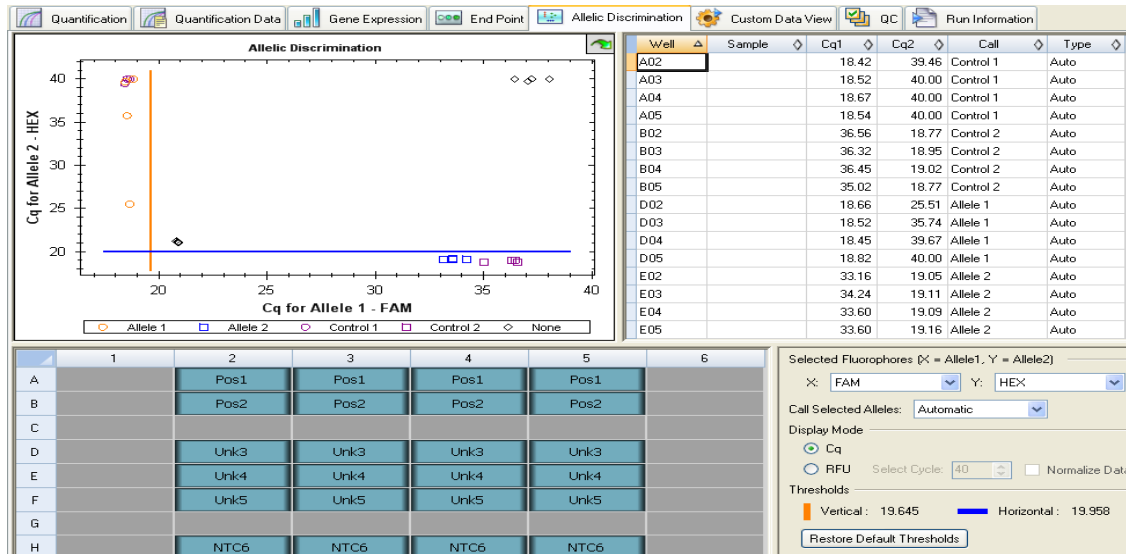 Quantification Quantification Data Gene Expression End Point Allelic Discrimination Custom Data View QC Run Information
Allelic Discrimination
Cq for Allele 2 - HEX
40
35
30
25
20
20 25 30 35 40
Cq for Allele 1 - FAM
Allele 1 Allele 2 Control 1 Control 2 None
Well Sample Cq1 Cq2 Call Type
A02 18.42 39.46 Control 1 Auto
A03 18.52 40.00 Control 1 Auto
A04 18.67 40.00 Control 1 Auto
A05 18.54 40.00 Control 1 Auto
B02 36.56 18.77 Control 2 Auto
B03 36.32 18.95 Control 2 Auto
B04 36.45 19.02 Control 2 Auto
B05 35.02 18.77 Control 2 Auto
D02 18.66 25.51 Allele 1 Auto
D03 18.52 35.74 Allele 1 Auto
D04 18.45 39.67 Allele 1 Auto
D05 18.82 40.00 Allele 1 Auto
E02 33.16 19.05 Allele 2 Auto
E03 34.24 19.11 Allele 2 Auto
E04 33.60 19.09 Allele 2 Auto
E05 33.60 19.16 Allele 2 Auto
1 2 3 4 5 6
A Pos1 Pos1 Pos1 Pos1
B Pos2 Pos2 Pos2 Pos2
C
D Unk3 Unk3 Unk3 Unk3
E Unk4 Unk4 Unk4 Unk4
F Unk5 Unk5 Unk5 Unk5
G
H NTC6 NTC6 NTC6 NTC6
Selected Fluorophores (X = Allele1, Y = Allele2)
X: FAM Y: HEX
Call Selected Alleles: Automatic
Display Mode
Cq
RFU Select Cycle: 40 Normalize Data
Thresholds
Vertical : 19.645 Horizontal : 19.958
Restore Default Thresholds